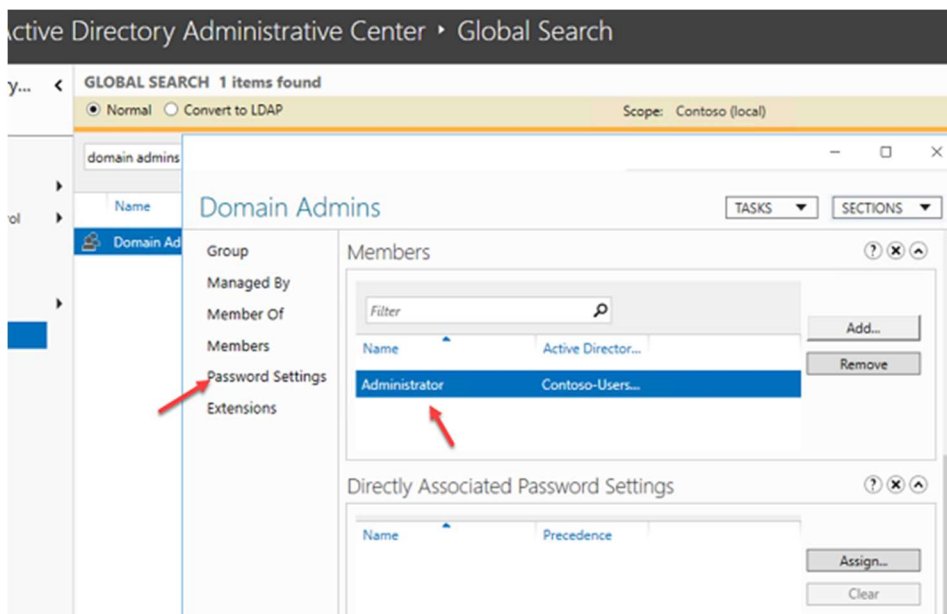 ctive Directory Administrative Center • Global Search
y... GLOBAL SEARCH 1 items found
Normal Convert to LDAP Scope: Contoso (local)
domain admins
Name
ol
Domain Ad
Domain Admins
TASKS SECTIONS
Group
Managed By
Member Of
Members
Password Settings
Extensions
Members
Filter
Name Active Director...
Administrator Contoso-Users...
Add...
Remove
Directly Associated Password Settings
Name Precedence
Assign...
Clear